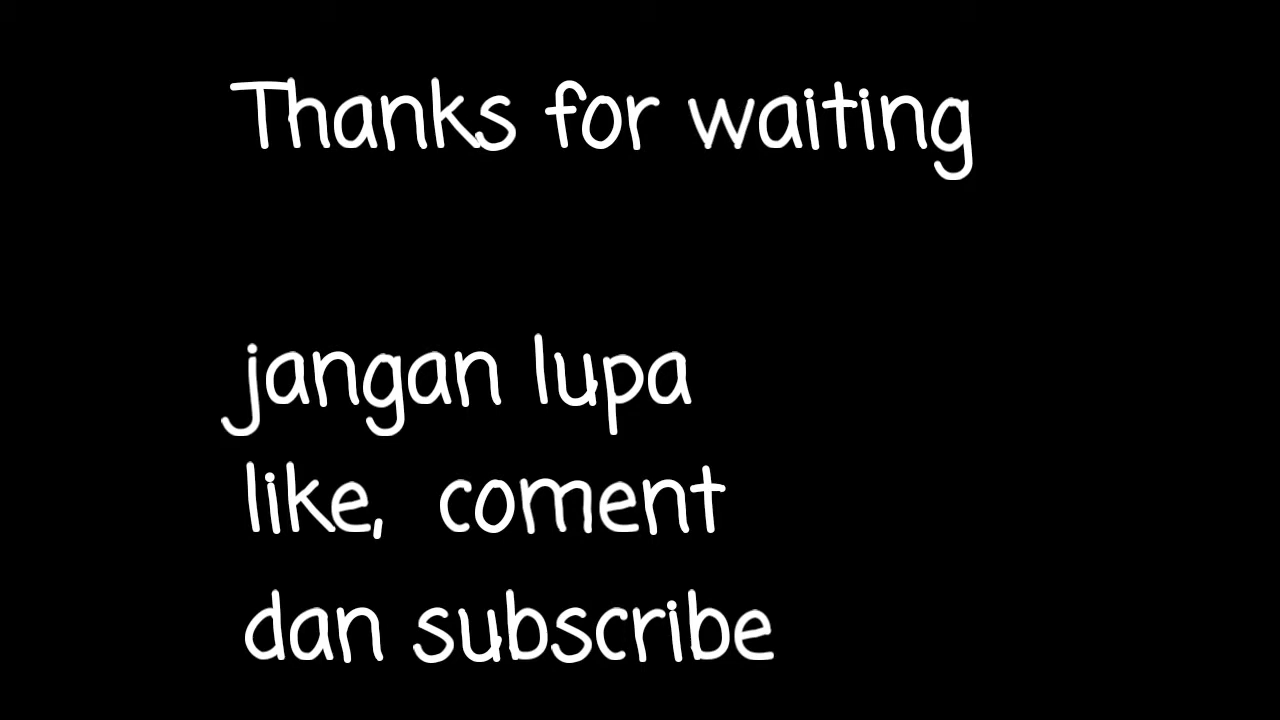 Thanks for waiting
jangan lupa
like, coment
dan subscribe